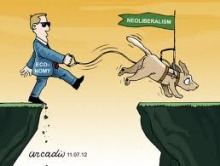 NEOLIBERALISM
ECO-
NOMY
arcadio 11.07.12